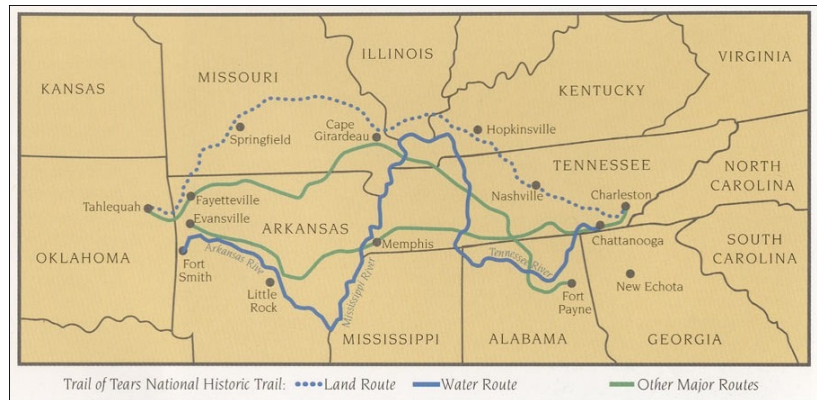 ILLINOIS
VIRGINIA
MISSOURI
KANSAS
KENTUCKY
Cape
Girardeau
Hopkinsville
Springfield
TENNESSEE
NORTH
CAROLINA
Nashville
Charleston
Tahlequah
Fayetteville
Evansville
ARKANSAS
Memphis
Chattanooga
SOUTH
CAROLINA
OKLAHOMA
Fort
Smith
Arkansas Rive
Tennessee River
Mississippi River
Little
Rock
Fort
Payne
New Echota
MISSISSIPPI
ALABAMA
GEORGIA
Trail of Tears National Historic Trail: Land Route Water Route Other Major Routes